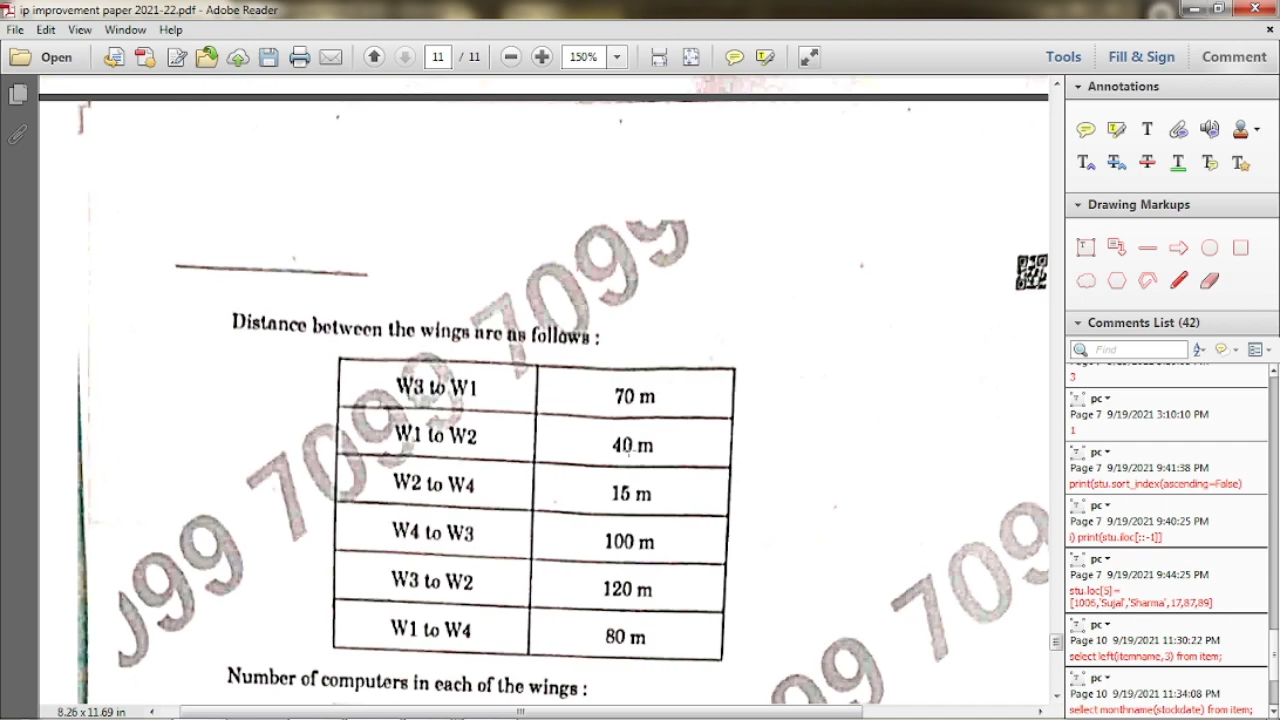 ip improvement paper 2021-22.pdf - Adobe Reader
File Edit View Window Help
Open 11 / 11 150% Tools Fill & Sign Comment
Annotations
Drawing Markups
Comments List (42)
Find
3
pc
Page 7 9/19/2021 3:10:10 PM
1
pc
Page 7 9/19/2021 9:41:38 PM
print(stu.sort_index(ascending=False)
pc
Page 7 9/19/2021 9:40:25 PM
i) print(stu.iloc[::-1]]
pc
Page 7 9/19/2021 9:44:25 PM
stu.loc[5]=
[1006,'Sujal','Sharma',17,87,89]
pc
Page 10 9/19/2021 11:30:22 PM
select left(itemname,3) from item;
pc
Page 10 9/19/2021 11:34:08 PM
sellect monthname(stockdate) from item;
7099 7099
Distance between the wings are as follows :
W3 to W1 70 m
W1 to W2 40 m
W2 to W4 15 m
W4 to W3 100 m
W3 to W2 120 m
W1 to W4 80 m
Number of computers in each of the wings :
8.26 x 11.69 in